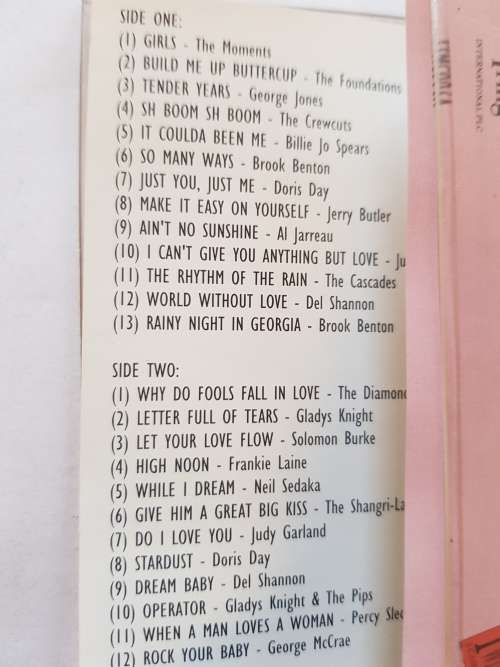 SIDE ONE:
(1) GIRLS - The Moments
(2) BUILD ME UP BUTTERCUP - The Foundations
(3) TENDER YEARS - George Jones
(4) SH BOOM SH BOOM - The Crewcuts
(5) IT COULDA BEEN ME - Billie Jo Spears
(6) SO MANY WAYS - Brook Benton
(7) JUST YOU, JUST ME - Doris Day
(8) MAKE IT EASY ON YOURSELF - Jerry Butler
(9) AIN'T NO SUNSHINE - Al Jarreau
(10) I CAN'T GIVE YOU ANYTHING BUT LOVE - Ju
(11) THE RHYTHM OF THE RAIN - The Cascades
(12) WORLD WITHOUT LOVE - Del Shannon
(13) RAINY NIGHT IN GEORGIA - Brook Benton
SIDE TWO:
(1) WHY DO FOOLS FALL IN LOVE - The Diamond
(2) LETTER FULL OF TEARS - Gladys Knight
(3) LET YOUR LOVE FLOW - Solomon Burke
(4) HIGH NOON - Frankie Laine
(5) WHILE I DREAM - Neil Sedaka
(6) GIVE HIM A GREAT BIG KISS - The Shangri-La
(7) DO I LOVE YOU - Judy Garland
(8) STARDUST - Doris Day
(9) DREAM BABY - Del Shannon
(10) OPERATOR - Gladys Knight & The Pips
(11) WHEN A MAN LOVES A WOMAN - Percy Sle
(12) ROCK YOUR BABY - George McCrae
INTERNATIONAL PLC